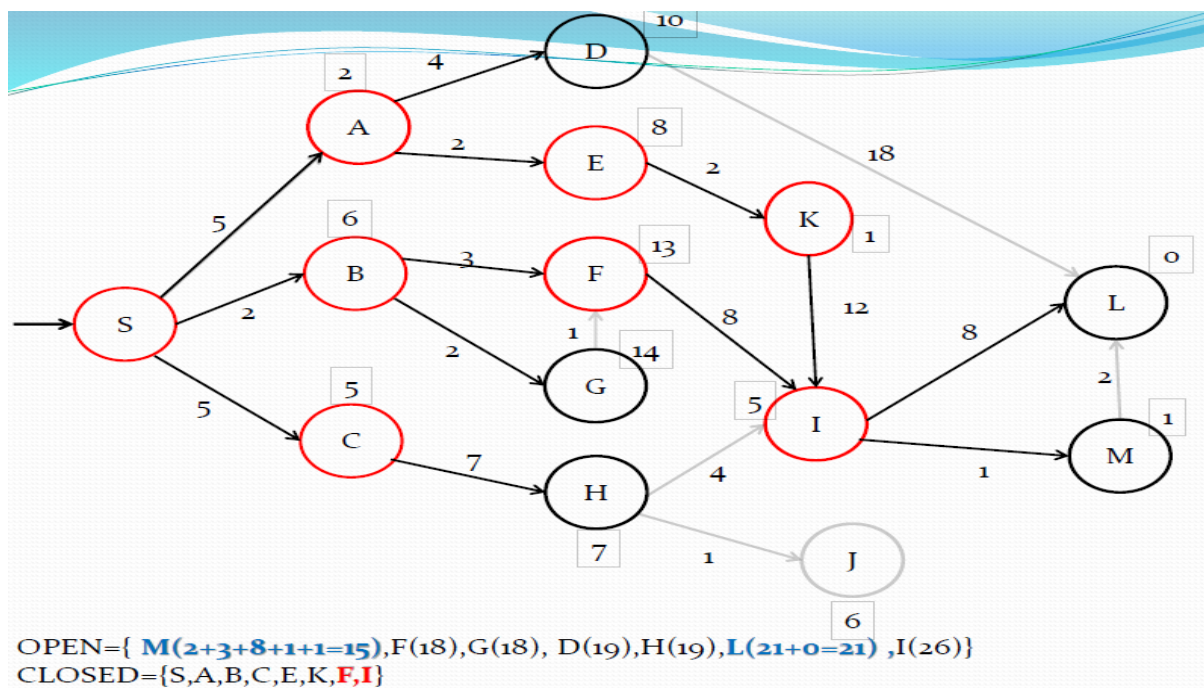 10
D
4
2
A
8
2
E
18
2
K
5
6
1
13
0
B
3
F
L
12
S
2
8
8
1
14
2
2
G
5
5
I
1
5
C
M
7
4
1
H
1
7
J
6
OPEN={ M(2+3+8+1+1=15),F(18),G(18), D(19),H(19),L(21+0=21) ,I(26)}
CLOSED={S,A,B,C,E,K,F,I}